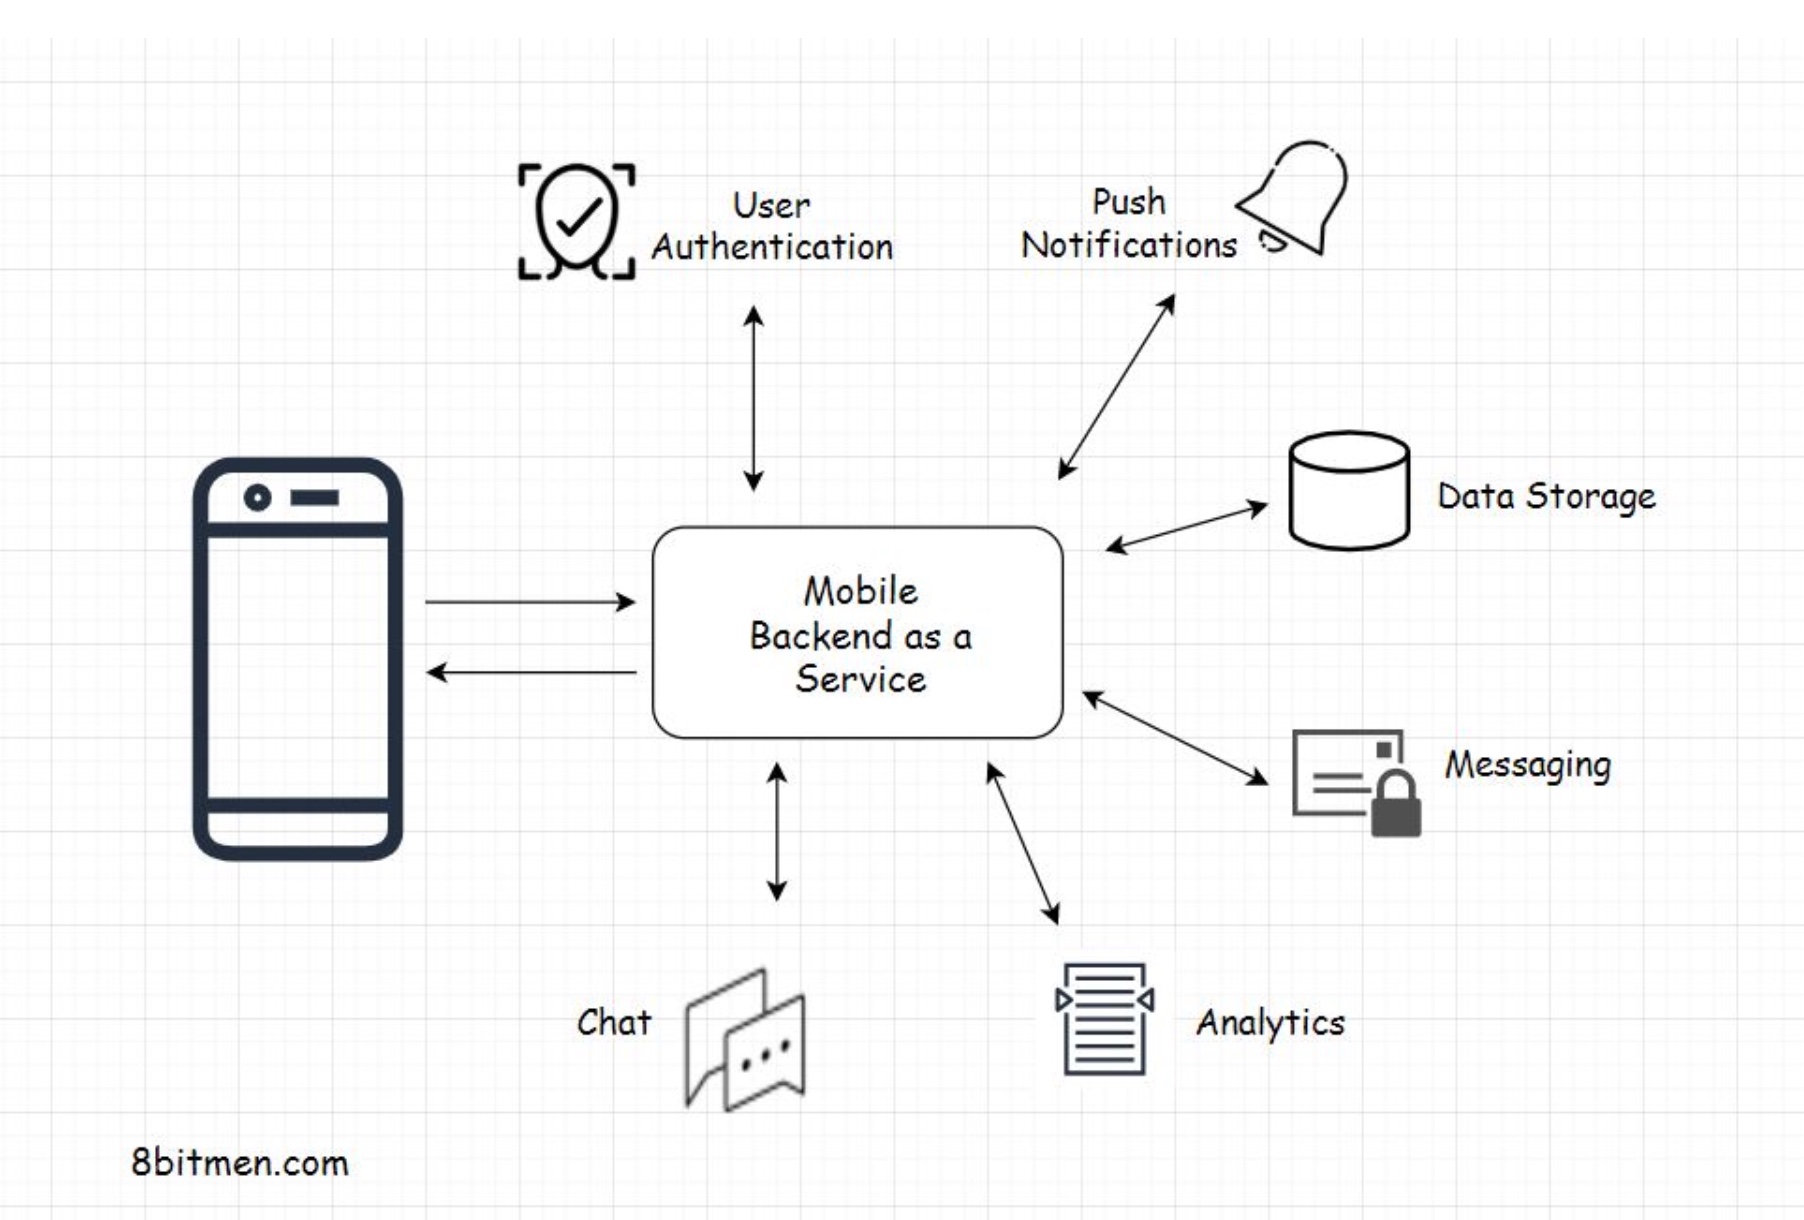 User
Authentication
Push
Notifications
Data Storage
Mobile
Backend as a
Service
Messaging
Chat
Analytics
8bitmen.com